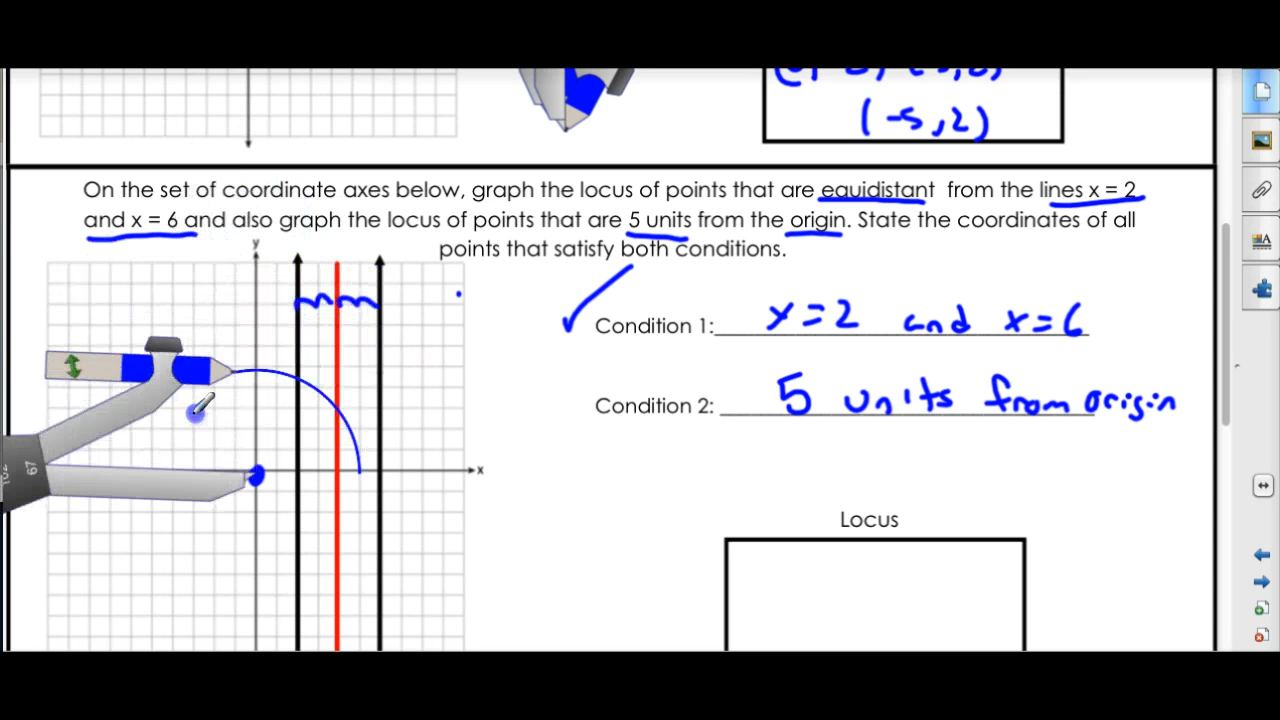 (-5,2)
On the set of coordinate axes below, graph the locus of points that are equidistant from the lines x = 2
and x = 6 and also graph the locus of points that are 5 units from the origin. State the coordinates of all
points that satisfy both conditions.
y
Condition 1: x=2 and x=6
Condition 2: 5 units from origin
67
x
Locus